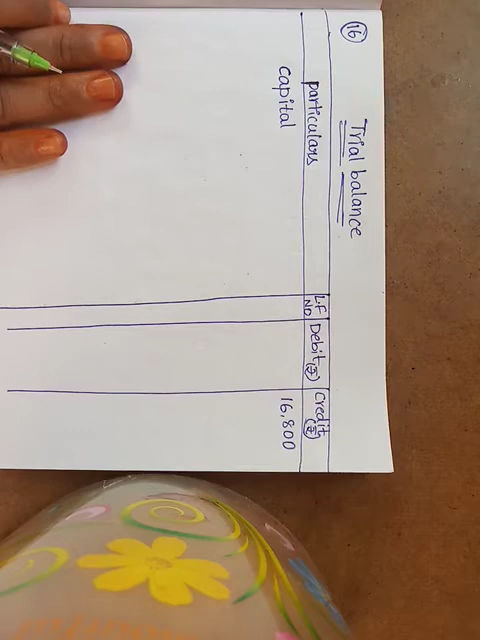 16
Trial balance
particulars L.F NO Debit(₹) Credit(₹)
capital 16,800